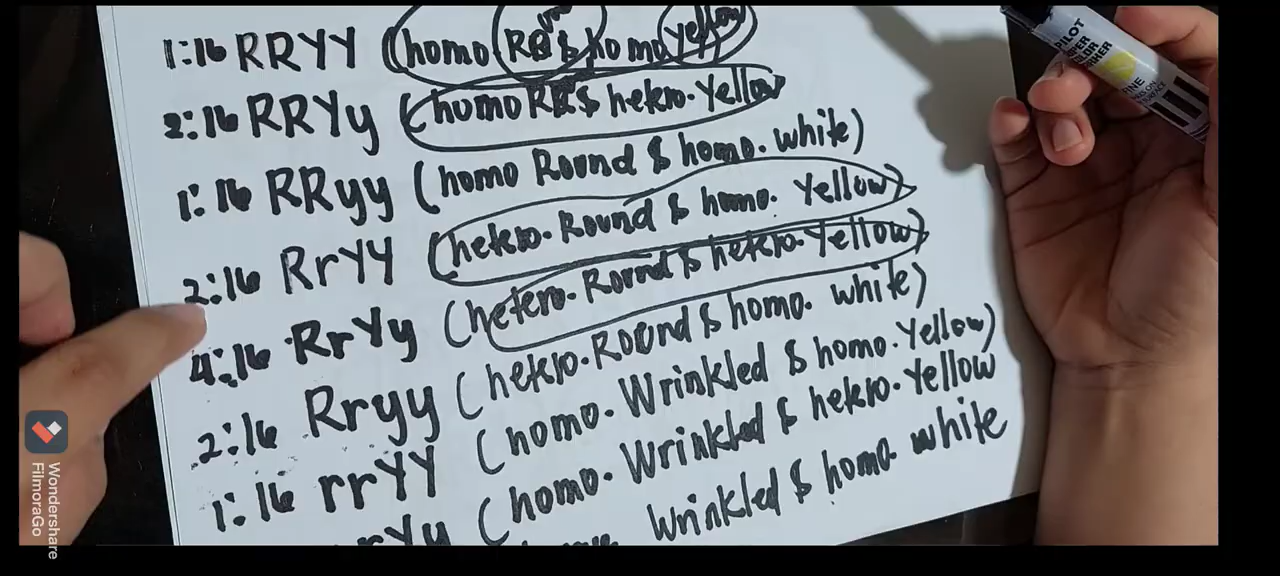 1:16 RRYY (homo Round & homo Yellow)
2:16 RRYy (homo RR & hetero. Yellow
1:16 RRyy (homo Round & homo. white)
2:16 RrYY (hetero. Round & homo. Yellow)
4:16 RrYy (hetero. Round & hetero. Yellow)
2:16 Rryy (hetero. Round & homo. white)
1:16 rrYY (homo. Wrinkled & homo. Yellow)
rrYy (homo. Wrinkled & hetero. Yellow
Wrinkled & homo. white
PILOT
Wondershare
FilmoraGo